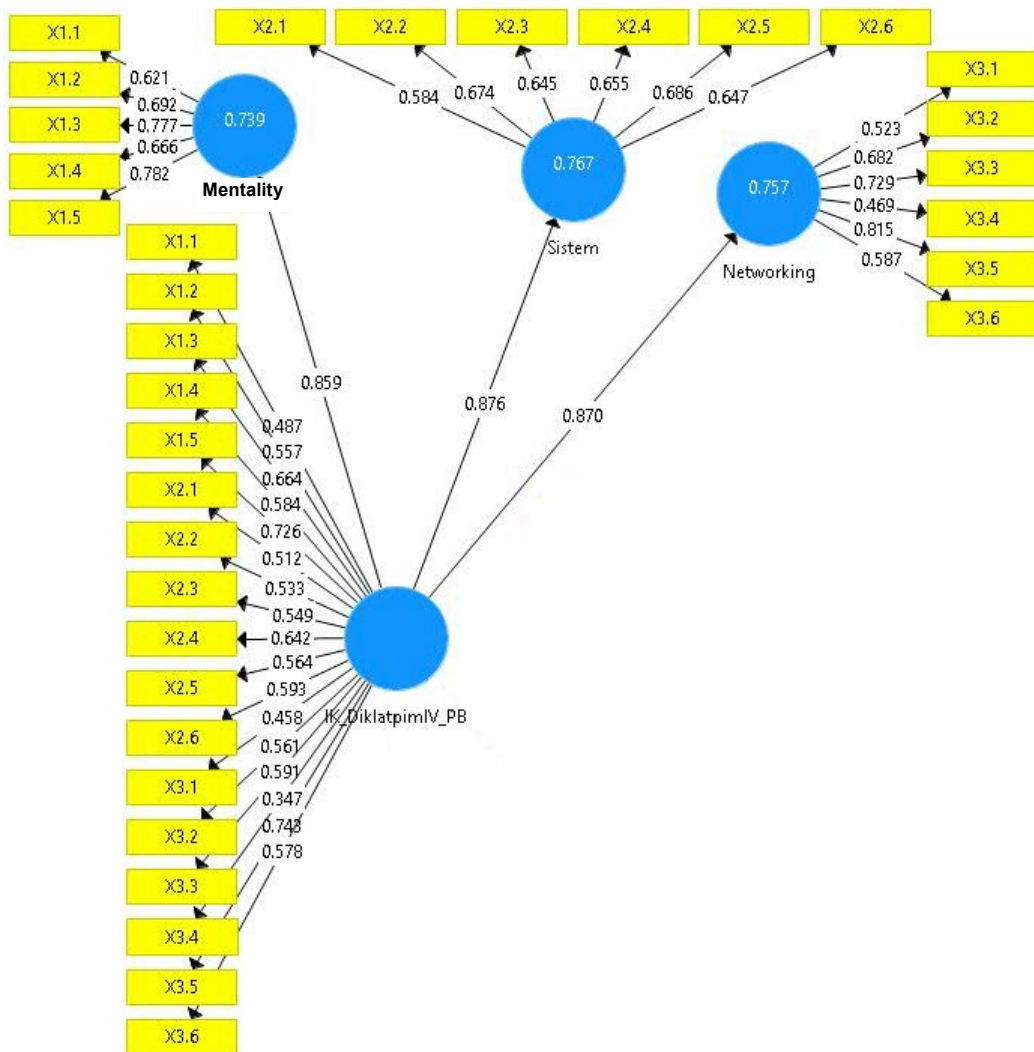 X1.1
X1.2
X1.3
X1.4
X1.5
0.621
0.692
0.777
0.666
0.782
0.739
Mentality
X2.1
X2.2
X2.3
X2.4
X2.5
X2.6
0.584
0.674
0.645
0.655
0.686
0.647
0.767
Sistem
X3.1
X3.2
X3.3
X3.4
X3.5
X3.6
0.523
0.682
0.729
0.469
0.815
0.587
0.757
Networking
0.859
0.876
0.870
X1.1
X1.2
X1.3
X1.4
X1.5
X2.1
X2.2
X2.3
X2.4
X2.5
X2.6
X3.1
X3.2
X3.3
X3.4
X3.5
X3.6
0.487
0.557
0.664
0.584
0.726
0.512
0.533
0.549
0.642
0.564
0.593
0.458
0.561
0.591
0.347
0.743
0.578
IK_DiklatpimIV_PB